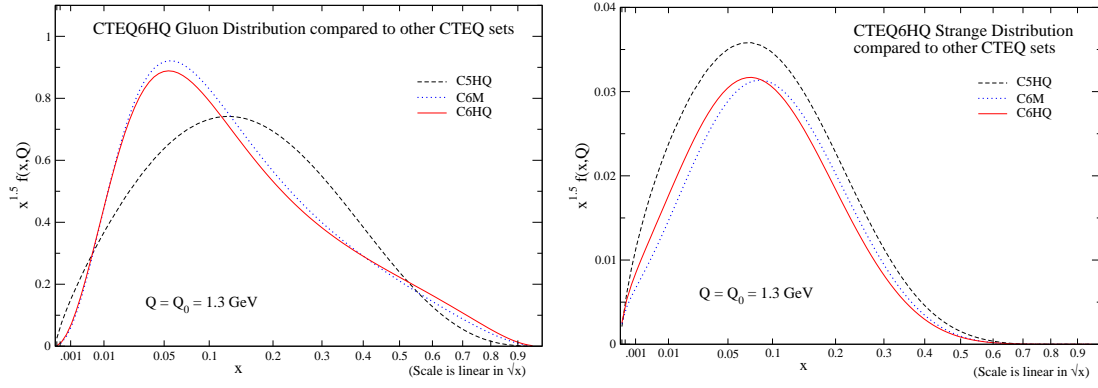 CTEQ6HQ Gluon Distribution compared to other CTEQ sets
C5HQ
C6M
C6HQ
x^1.5 f(x,Q)
1
0.8
0.6
0.4
0.2
0
Q = Q_0 = 1.3 GeV
.001 0.01 0.05 0.1 0.2 0.3 0.4 0.5 0.6 0.7 0.8 0.9
x
(Scale is linear in √x)
CTEQ6HQ Strange Distribution
compared to other CTEQ sets
C5HQ
C6M
C6HQ
x^1.5 f(x,Q)
0.04
0.03
0.02
0.01
0.00
Q = Q_0 = 1.3 GeV
.001 0.01 0.05 0.1 0.2 0.3 0.4 0.5 0.6 0.7 0.8 0.9
x
(Scale is linear in √x)